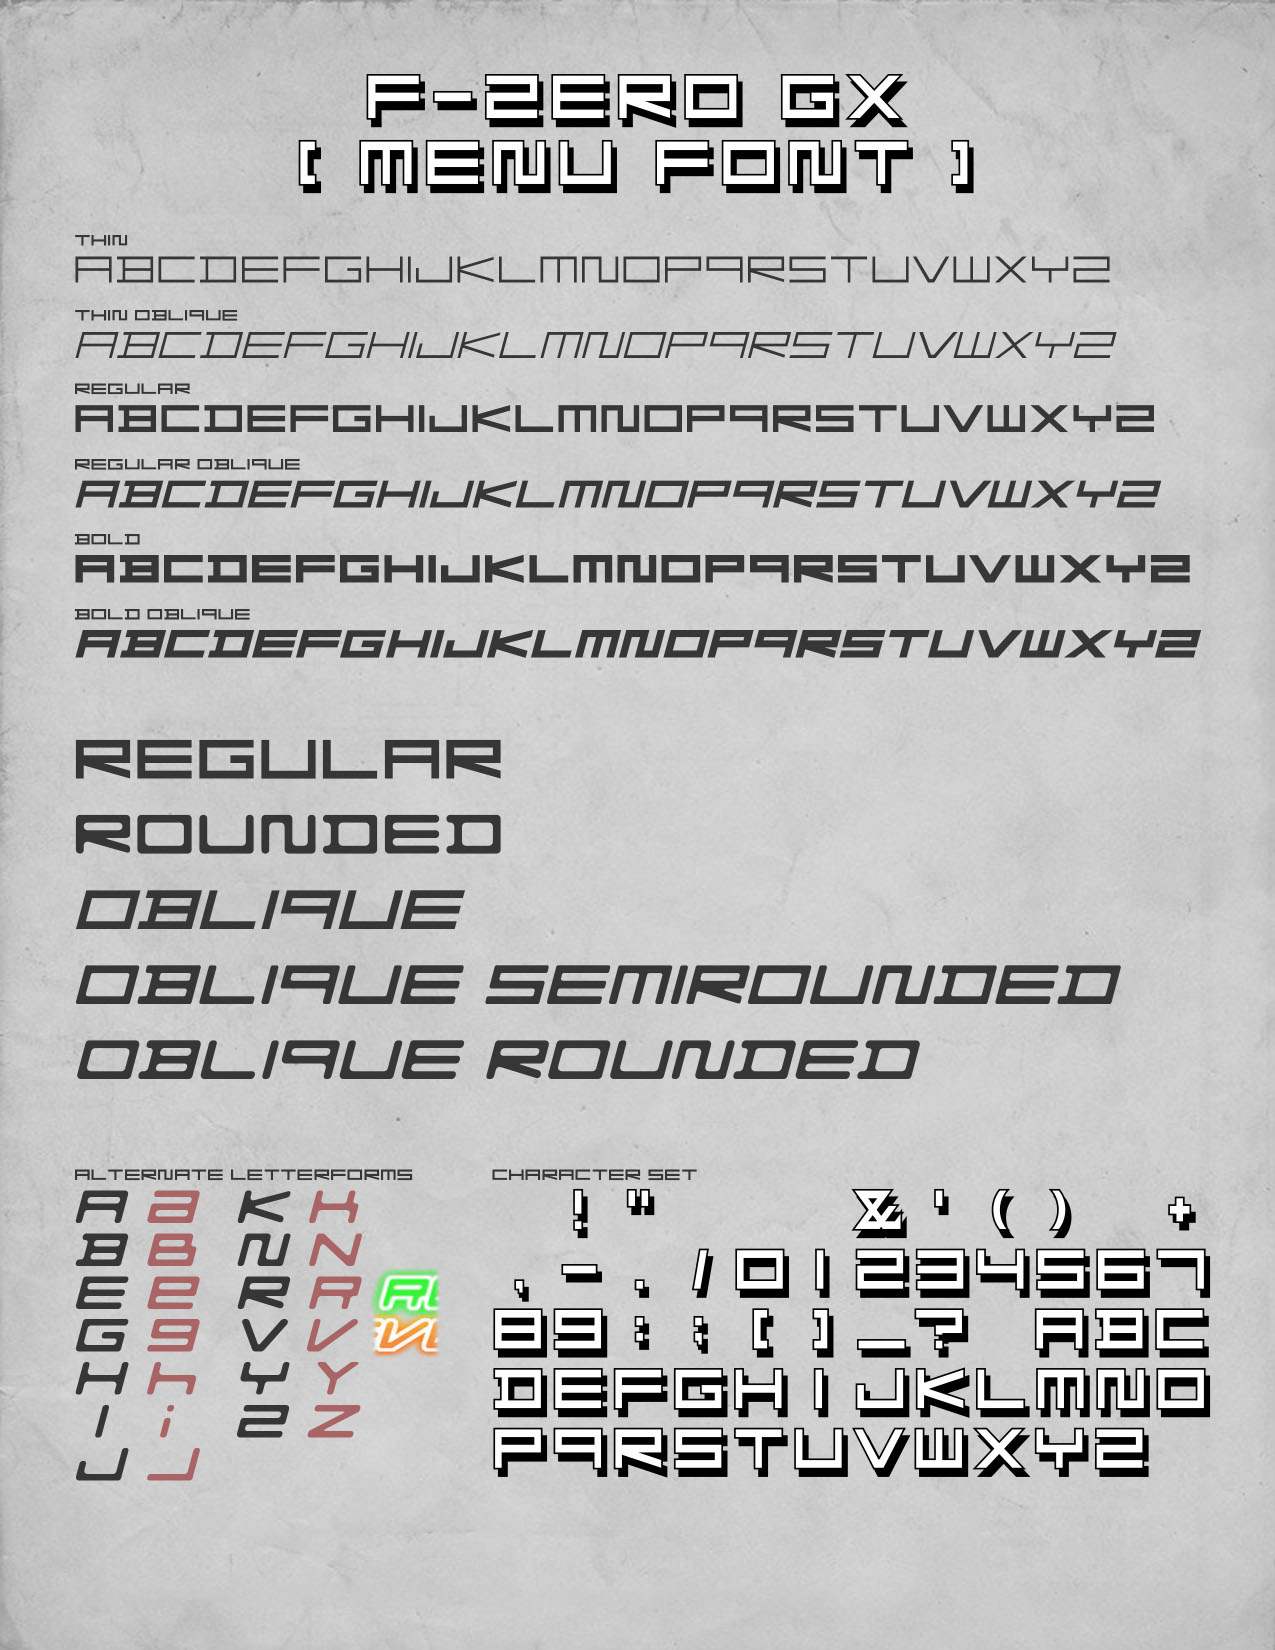 F-ZERO GX
[ MENU FONT ]
THIN
ABCDEFGHIJKLMNOPQRSTUVWXYZ
THIN OBLIQUE
ABCDEFGHIJKLMNOPQRSTUVWXYZ
REGULAR
ABCDEFGHIJKLMNOPQRSTUVWXYZ
REGULAR OBLIQUE
ABCDEFGHIJKLMNOPQRSTUVWXYZ
BOLD
ABCDEFGHIJKLMNOPQRSTUVWXYZ
BOLD OBLIQUE
ABCDEFGHIJKLMNOPQRSTUVWXYZ
REGULAR
ROUNDED
OBLIQUE
OBLIQUE SEMIROUNDED
OBLIQUE ROUNDED
ALTERNATE LETTERFORMS
A a K K
B B N N
E e R R
G g V V
H h Y Y
I i Z Z
J J
CHARACTER SET
! " & ' ( ) +
, - . / 0 1 2 3 4 5 6 7
8 9 : ; [ ] _ ? A B C
D E F G H I J K L M N O
P Q R S T U V W X Y Z